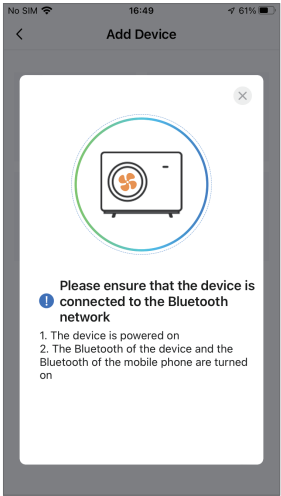 No SIM 16:49 61%
Add Device
Please ensure that the device is
connected to the Bluetooth
network
1. The device is powered on
2. The Bluetooth of the device and the
Bluetooth of the mobile phone are turned
on